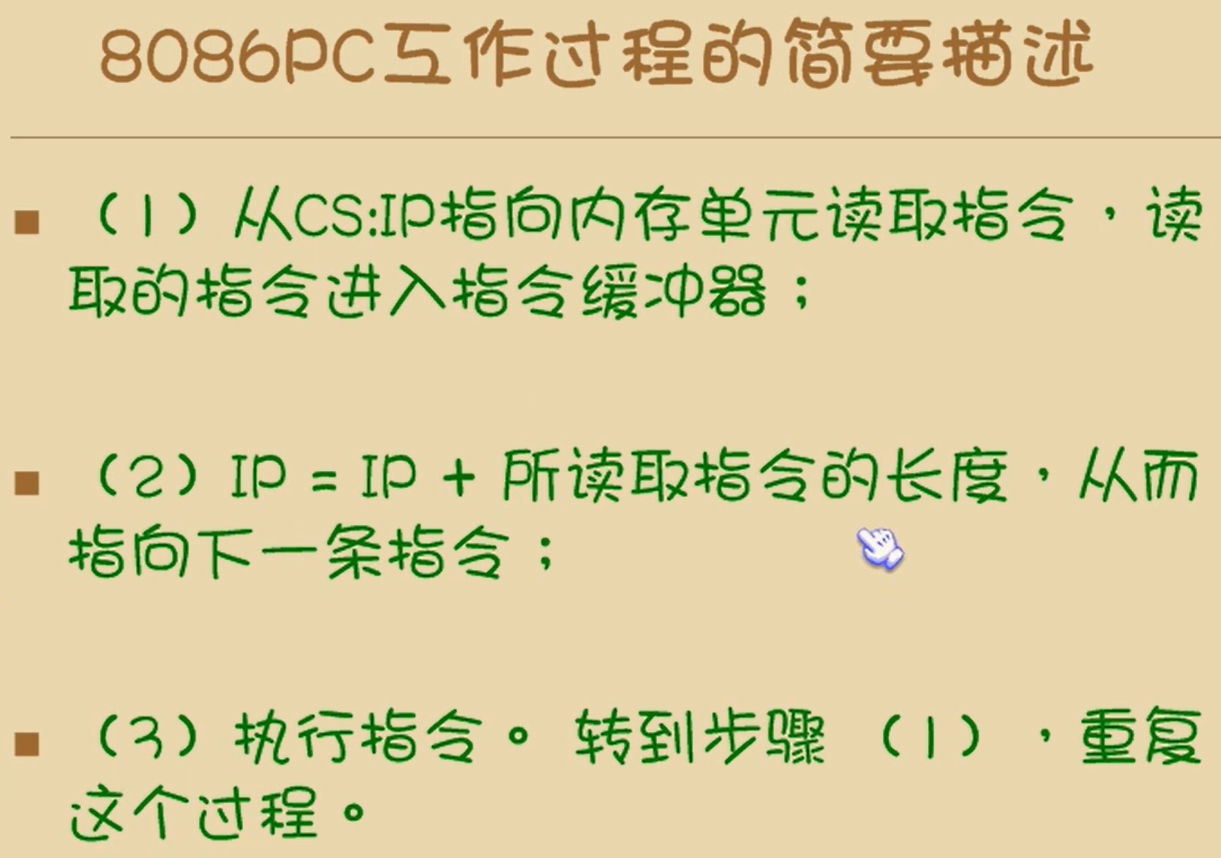 8086PC工作过程的简要描述
（1）从CS:IP指向内存单元读取指令，读
取的指令进入指令缓冲器；
（2）IP = IP + 所读取指令的长度，从而
指向下一条指令；
（3）执行指令。 转到步骤 （1），重复
这个过程。